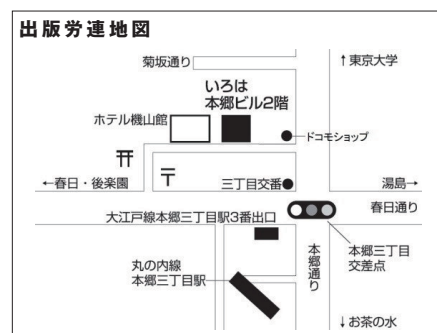 出版労連地図
菊坂通り
↑東京大学
いろは
本郷ビル2階
ホテル機山館
ドコモショップ
〒
三丁目交番
←春日・後楽園
湯島→
春日通り
大江戸線本郷三丁目駅3番出口
本郷三丁目
交差点
本郷通り
丸の内線
本郷三丁目駅
↓お茶の水